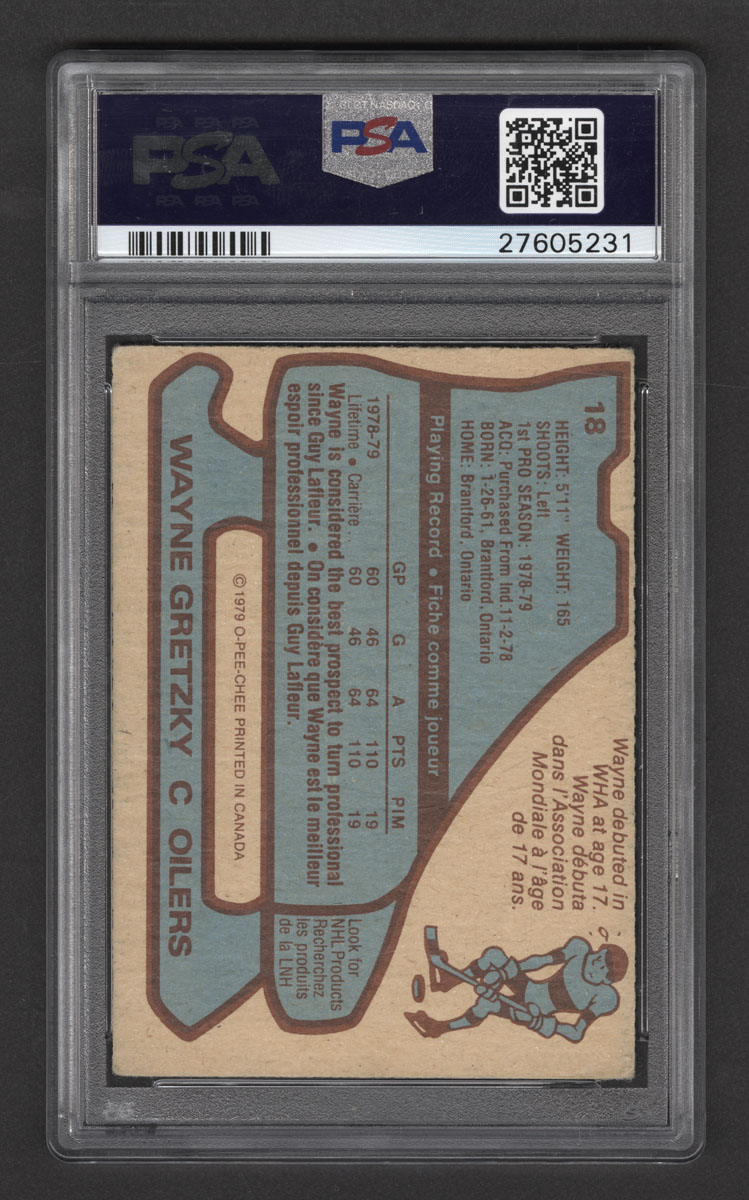 PSA
PSA
27605231
18
HEIGHT: 5'11" WEIGHT: 165
SHOOTS: Left
1st PRO SEASON: 1978-79
ACQ: Purchased From Ind. 11-2-78
BORN: 1-26-61, Brantford, Ontario
HOME: Brantford, Ontario
Wayne debuted in
WHA at age 17.
Wayne débuta
dans l'Association
Mondiale à l'âge
de 17 ans.
Playing Record • Fiche comme joueur
GP G A PTS PIM
1978-79 60 46 64 110 19
Lifetime • Carrière .. 60 46 64 110 19
Wayne is considered the best prospect to turn professional
since Guy Lafleur. • On considère que Wayne est le meilleur
espoir professionnel depuis Guy Lafleur.
Look for
NHL Products
Recherchez
les produits
de la LNH
© 1979 O-PEE-CHEE PRINTED IN CANADA
WAYNE GRETZKY C OILERS